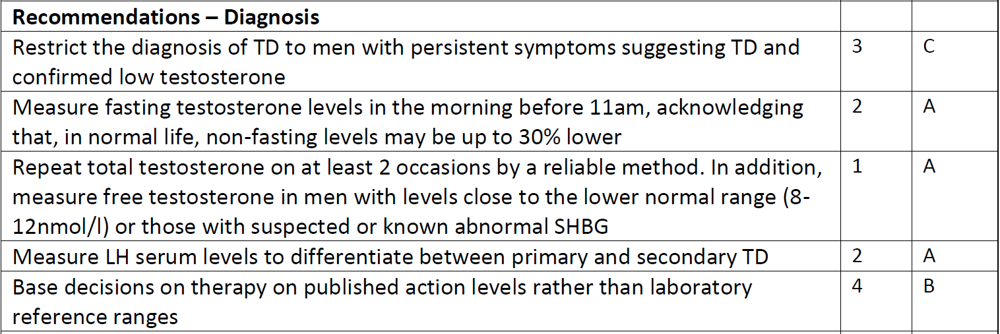 Recommendations – Diagnosis
Restrict the diagnosis of TD to men with persistent symptoms suggesting TD and 3 C
confirmed low testosterone
Measure fasting testosterone levels in the morning before 11am, acknowledging 2 A
that, in normal life, non-fasting levels may be up to 30% lower
Repeat total testosterone on at least 2 occasions by a reliable method. In addition, 1 A
measure free testosterone in men with levels close to the lower normal range (8-
12nmol/l) or those with suspected or known abnormal SHBG
Measure LH serum levels to differentiate between primary and secondary TD 2 A
Base decisions on therapy on published action levels rather than laboratory 4 B
reference ranges